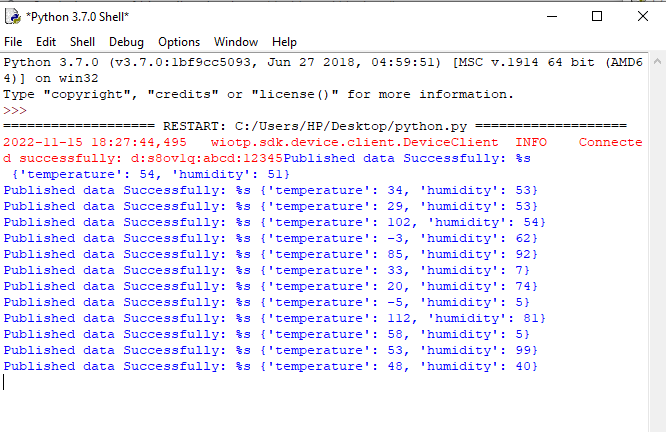 *Python 3.7.0 Shell*
File Edit Shell Debug Options Window Help
Python 3.7.0 (v3.7.0:1bf9cc5093, Jun 27 2018, 04:59:51) [MSC v.1914 64 bit (AMD6
4)] on win32
Type "copyright", "credits" or "license()" for more information.
>>>
==================== RESTART: C:/Users/HP/Desktop/python.py ====================
2022-11-15 18:27:44,495   wiotp.sdk.device.client.DeviceClient  INFO    Connecte
d successfully: d:s8ov1q:abcd:12345Published data Successfully: %s
 {'temperature': 54, 'humidity': 51}
Published data Successfully: %s {'temperature': 34, 'humidity': 53}
Published data Successfully: %s {'temperature': 29, 'humidity': 53}
Published data Successfully: %s {'temperature': 102, 'humidity': 54}
Published data Successfully: %s {'temperature': -3, 'humidity': 62}
Published data Successfully: %s {'temperature': 85, 'humidity': 92}
Published data Successfully: %s {'temperature': 33, 'humidity': 7}
Published data Successfully: %s {'temperature': 20, 'humidity': 74}
Published data Successfully: %s {'temperature': -5, 'humidity': 5}
Published data Successfully: %s {'temperature': 112, 'humidity': 81}
Published data Successfully: %s {'temperature': 58, 'humidity': 5}
Published data Successfully: %s {'temperature': 53, 'humidity': 99}
Published data Successfully: %s {'temperature': 48, 'humidity': 40}